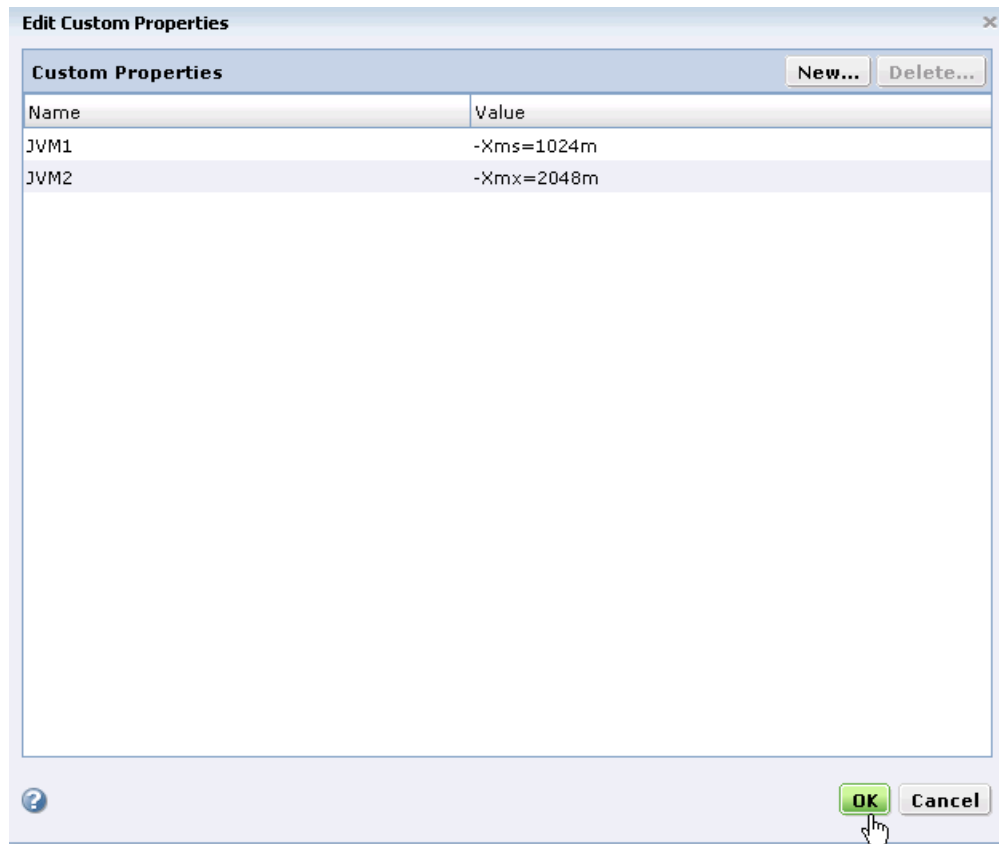 Edit Custom Properties
Custom Properties New... Delete...
Name Value
JVM1 -Xms=1024m
JVM2 -Xmx=2048m
OK Cancel